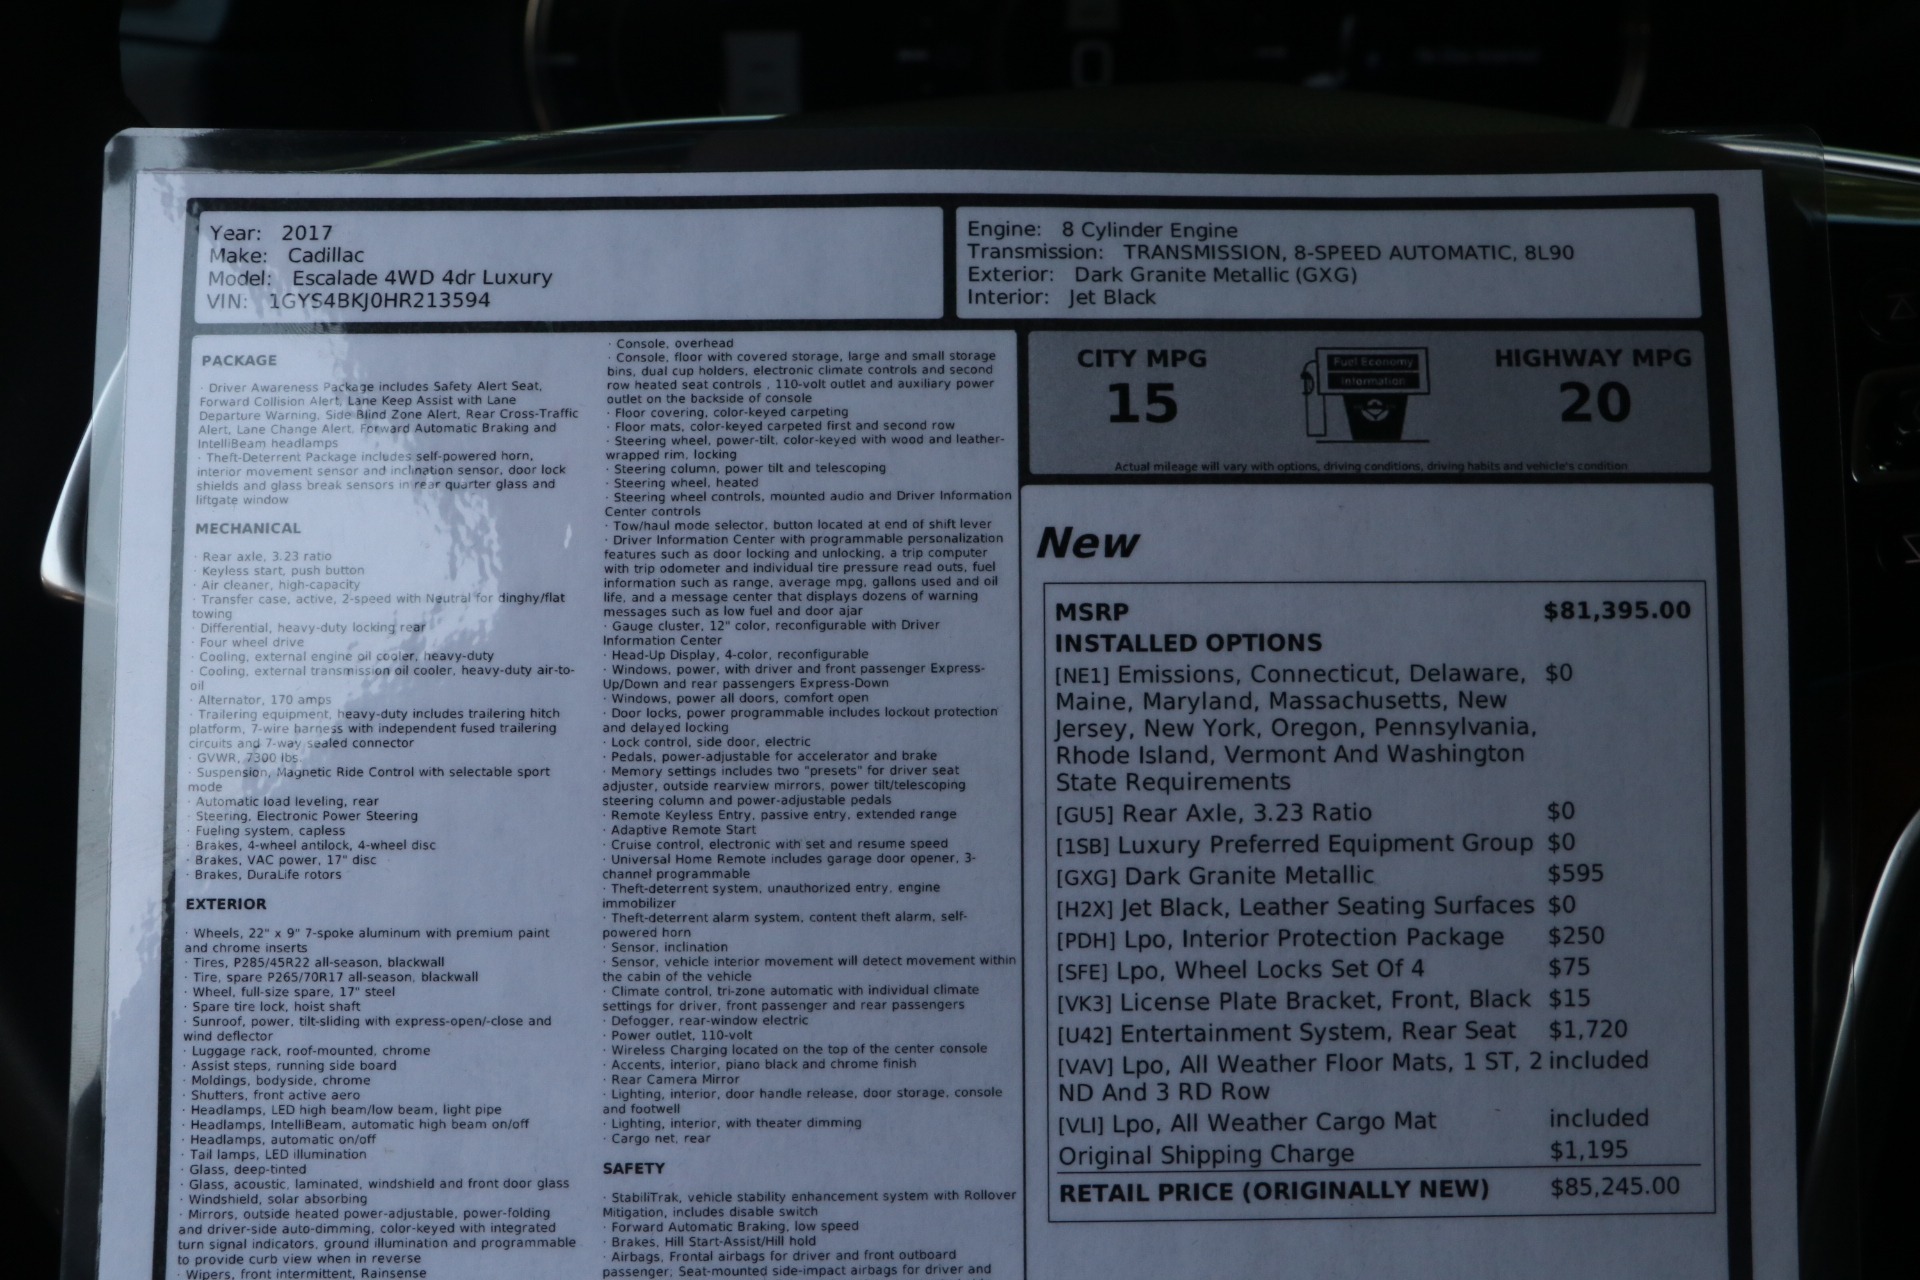 Year: 2017
Make: Cadillac
Model: Escalade 4WD 4dr Luxury
VIN: 1GYS4BKJ0HR213594
Engine: 8 Cylinder Engine
Transmission: TRANSMISSION, 8-SPEED AUTOMATIC, 8L90
Exterior: Dark Granite Metallic (GXG)
Interior: Jet Black
PACKAGE
· Driver Awareness Package includes Safety Alert Seat,
Forward Collision Alert, Lane Keep Assist with Lane
Departure Warning, Side Blind Zone Alert, Rear Cross-Traffic
Alert, Lane Change Alert, Forward Automatic Braking and
IntelliBeam headlamps
· Theft-Deterrent Package includes self-powered horn,
interior movement sensor and inclination sensor, door lock
shields and glass break sensors in rear quarter glass and
liftgate window
MECHANICAL
· Rear axle, 3.23 ratio
· Keyless start, push button
· Air cleaner, high-capacity
· Transfer case, active, 2-speed with Neutral for dinghy/flat
towing
· Differential, heavy-duty locking rear
· Four wheel drive
· Cooling, external engine oil cooler, heavy-duty
· Cooling, external transmission oil cooler, heavy-duty air-to-
oil
· Alternator, 170 amps
· Trailering equipment, heavy-duty includes trailering hitch
platform, 7-wire harness with independent fused trailering
circuits and 7-way sealed connector
· GVWR, 7300 lbs.
· Suspension, Magnetic Ride Control with selectable sport
mode
· Automatic load leveling, rear
· Steering, Electronic Power Steering
· Fueling system, capless
· Brakes, 4-wheel antilock, 4-wheel disc
· Brakes, VAC power, 17" disc
· Brakes, DuraLife rotors
EXTERIOR
· Wheels, 22" x 9" 7-spoke aluminum with premium paint
and chrome inserts
· Tires, P285/45R22 all-season, blackwall
· Tire, spare P265/70R17 all-season, blackwall
· Wheel, full-size spare, 17" steel
· Spare tire lock, hoist shaft
· Sunroof, power, tilt-sliding with express-open/-close and
wind deflector
· Luggage rack, roof-mounted, chrome
· Assist steps, running side board
· Moldings, bodyside, chrome
· Shutters, front active aero
· Headlamps, LED high beam/low beam, light pipe
· Headlamps, IntelliBeam, automatic high beam on/off
· Headlamps, automatic on/off
· Tail lamps, LED illumination
· Glass, deep-tinted
· Glass, acoustic, laminated, windshield and front door glass
· Windshield, solar absorbing
· Mirrors, outside heated power-adjustable, power-folding
and driver-side auto-dimming, color-keyed with integrated
turn signal indicators, ground illumination and programmable
to provide curb view when in reverse
· Wipers, front intermittent, Rainsense
· Console, overhead
· Console, floor with covered storage, large and small storage
bins, dual cup holders, electronic climate controls and second
row heated seat controls , 110-volt outlet and auxiliary power
outlet on the backside of console
· Floor covering, color-keyed carpeting
· Floor mats, color-keyed carpeted first and second row
· Steering wheel, power-tilt, color-keyed with wood and leather-
wrapped rim, locking
· Steering column, power tilt and telescoping
· Steering wheel, heated
· Steering wheel controls, mounted audio and Driver Information
Center controls
· Tow/haul mode selector, button located at end of shift lever
· Driver Information Center with programmable personalization
features such as door locking and unlocking, a trip computer
with trip odometer and individual tire pressure read outs, fuel
information such as range, average mpg, gallons used and oil
life, and a message center that displays dozens of warning
messages such as low fuel and door ajar
· Gauge cluster, 12" color, reconfigurable with Driver
Information Center
· Head-Up Display, 4-color, reconfigurable
· Windows, power, with driver and front passenger Express-
Up/Down and rear passengers Express-Down
· Windows, power all doors, comfort open
· Door locks, power programmable includes lockout protection
and delayed locking
· Lock control, side door, electric
· Pedals, power-adjustable for accelerator and brake
· Memory settings includes two "presets" for driver seat
adjuster, outside rearview mirrors, power tilt/telescoping
steering column and power-adjustable pedals
· Remote Keyless Entry, passive entry, extended range
· Adaptive Remote Start
· Cruise control, electronic with set and resume speed
· Universal Home Remote includes garage door opener, 3-
channel programmable
· Theft-deterrent system, unauthorized entry, engine
immobilizer
· Theft-deterrent alarm system, content theft alarm, self-
powered horn
· Sensor, inclination
· Sensor, vehicle interior movement will detect movement within
the cabin of the vehicle
· Climate control, tri-zone automatic with individual climate
settings for driver, front passenger and rear passengers
· Defogger, rear-window electric
· Power outlet, 110-volt
· Wireless Charging located on the top of the center console
· Accents, interior, piano black and chrome finish
· Rear Camera Mirror
· Lighting, interior, door handle release, door storage, console
and footwell
· Lighting, interior, with theater dimming
· Cargo net, rear
SAFETY
· StabiliTrak, vehicle stability enhancement system with Rollover
Mitigation, includes disable switch
· Forward Automatic Braking, low speed
· Brakes, Hill Start-Assist/Hill hold
· Airbags, Frontal airbags for driver and front outboard
passenger; Seat-mounted side-impact airbags for driver and
CITY MPG
15
Fuel Economy
Information
HIGHWAY MPG
20
Actual mileage will vary with options, driving conditions, driving habits and vehicle's condition
New
MSRP $81,395.00
INSTALLED OPTIONS
[NE1] Emissions, Connecticut, Delaware, $0
Maine, Maryland, Massachusetts, New
Jersey, New York, Oregon, Pennsylvania,
Rhode Island, Vermont And Washington
State Requirements
[GU5] Rear Axle, 3.23 Ratio $0
[1SB] Luxury Preferred Equipment Group $0
[GXG] Dark Granite Metallic $595
[H2X] Jet Black, Leather Seating Surfaces $0
[PDH] Lpo, Interior Protection Package $250
[SFE] Lpo, Wheel Locks Set Of 4 $75
[VK3] License Plate Bracket, Front, Black $15
[U42] Entertainment System, Rear Seat $1,720
[VAV] Lpo, All Weather Floor Mats, 1 ST, 2 included
ND And 3 RD Row
[VLI] Lpo, All Weather Cargo Mat included
Original Shipping Charge $1,195
RETAIL PRICE (ORIGINALLY NEW) $85,245.00